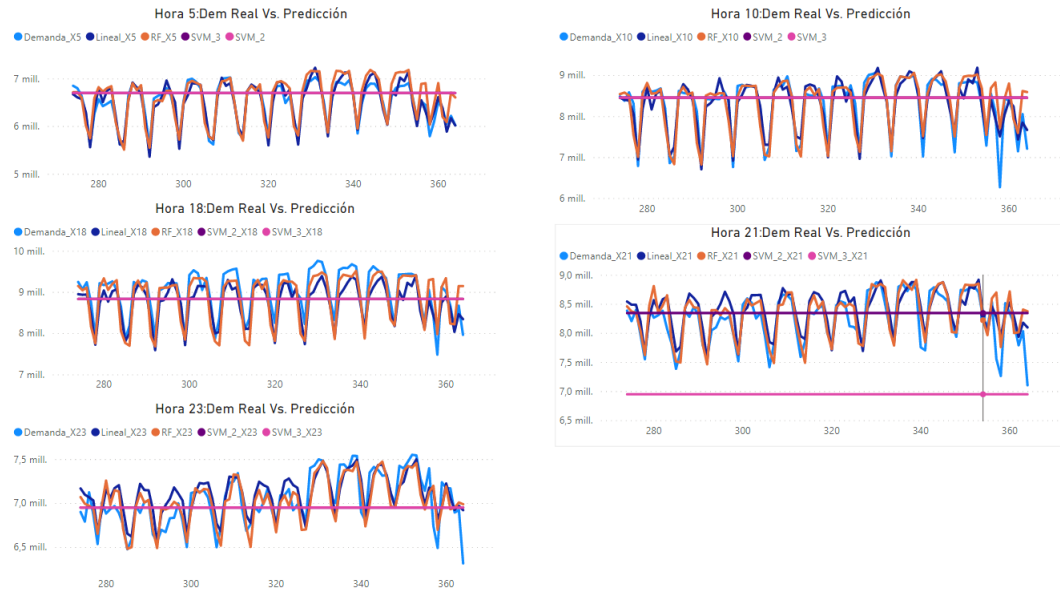 Hora 5:Dem Real Vs. Predicción
Demanda_X5 Lineal_X5 RF_X5 SVM_3 SVM_2
7 mill.
6 mill.
5 mill.
280 300 320 340 360
Hora 18:Dem Real Vs. Predicción
Demanda_X18 Lineal_X18 RF_X18 SVM_2_X18 SVM_3_X18
10 mill.
9 mill.
8 mill.
7 mill.
280 300 320 340 360
Hora 23:Dem Real Vs. Predicción
Demanda_X23 Lineal_X23 RF_X23 SVM_2_X23 SVM_3_X23
7,5 mill.
7,0 mill.
6,5 mill.
280 300 320 340 360
Hora 10:Dem Real Vs. Predicción
Demanda_X10 Lineal_X10 RF_X10 SVM_2 SVM_3
9 mill.
8 mill.
7 mill.
6 mill.
280 300 320 340 360
Hora 21:Dem Real Vs. Predicción
Demanda_X21 Lineal_X21 RF_X21 SVM_2_X21 SVM_3_X21
9,0 mill.
8,5 mill.
8,0 mill.
7,5 mill.
7,0 mill.
6,5 mill.
280 300 320 340 360